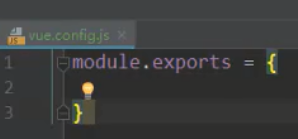 vue.config.js
1 module.exports = {
2
3 }